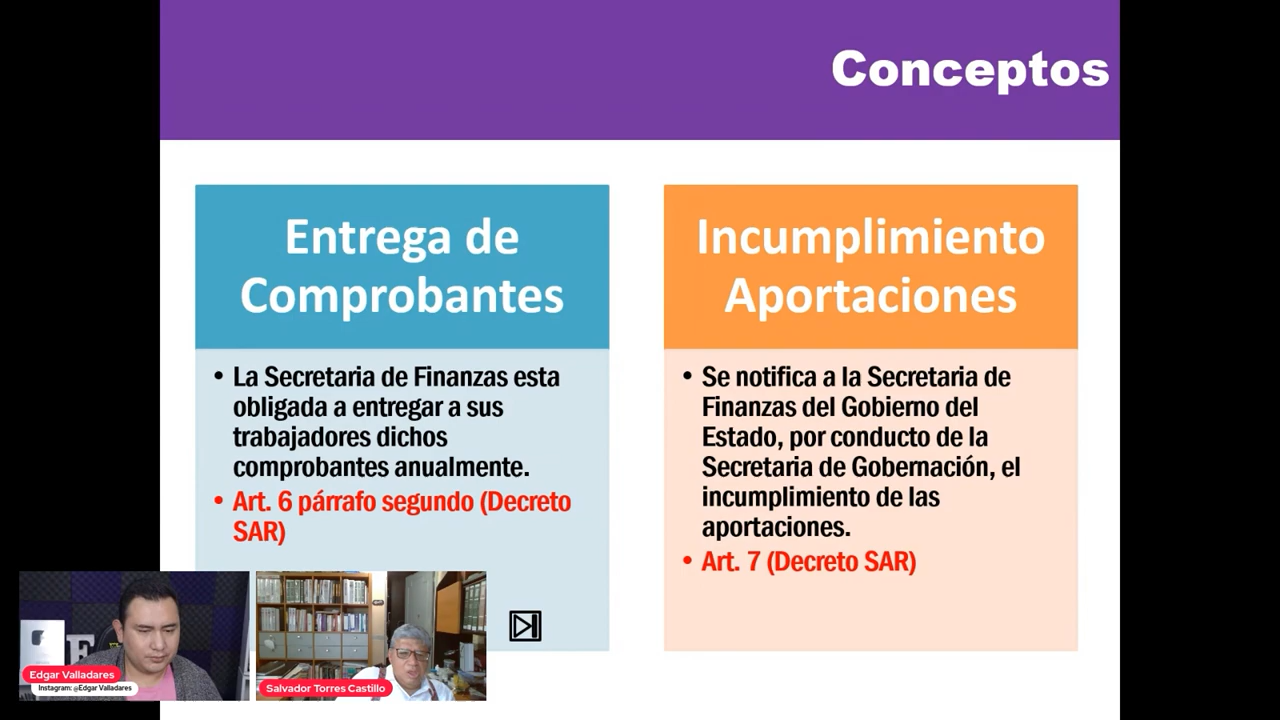 Conceptos
Entrega de
Comprobantes
• La Secretaria de Finanzas esta
obligada a entregar a sus
trabajadores dichos
comprobantes anualmente.
• Art. 6 párrafo segundo (Decreto
SAR)
Incumplimiento
Aportaciones
• Se notifica a la Secretaria de
Finanzas del Gobierno del
Estado, por conducto de la
Secretaria de Gobernación, el
incumplimiento de las
aportaciones.
• Art. 7 (Decreto SAR)
Edgar Valladares
Instagram: @Edgar Valladares
Salvador Torres Castillo